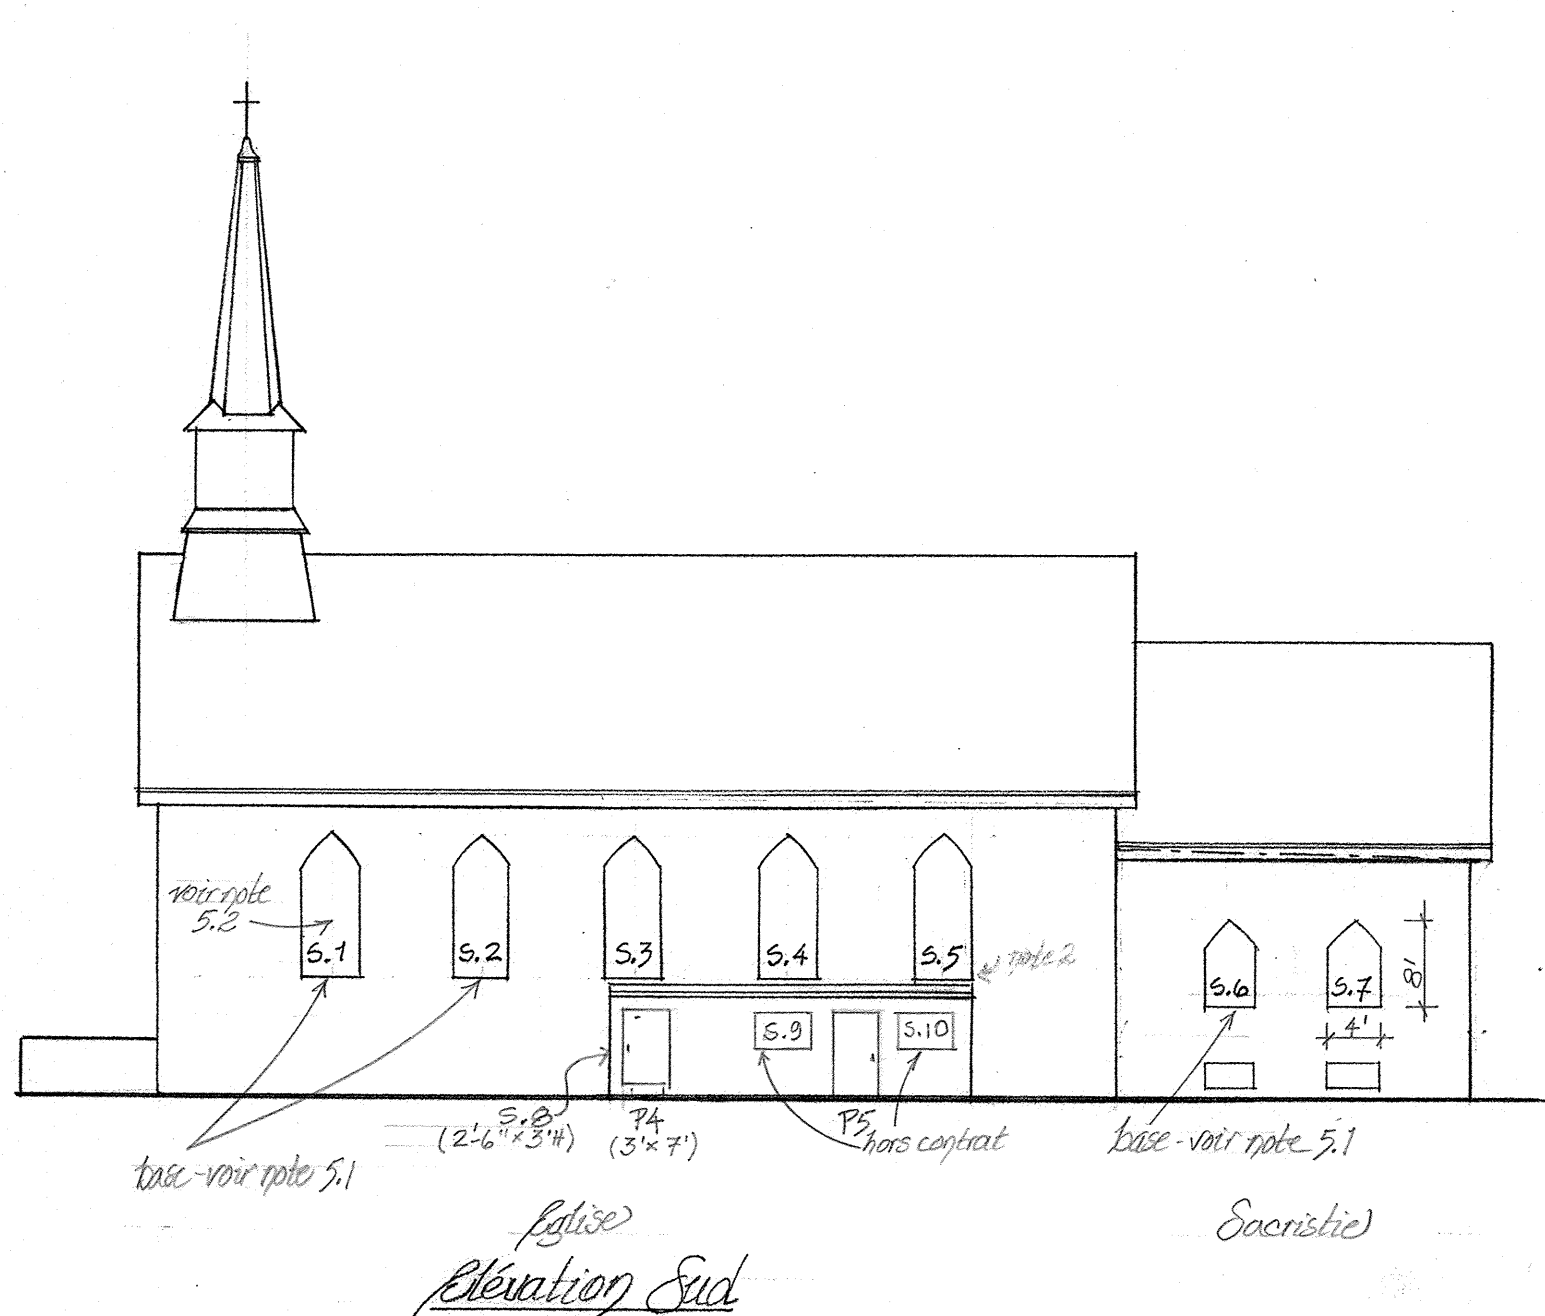 voir note
5.2
S.1
S.2
S.3
S.4
S.5
note 2
S.6
S.7
8'
4'
S.9
S.10
S.8
(2'-6" x 3'H)
P4
(3' x 7')
P5
hors contrat
base - voir note 5.1
base - voir note 5.1
Eglise
Sacristie
Elévation Sud